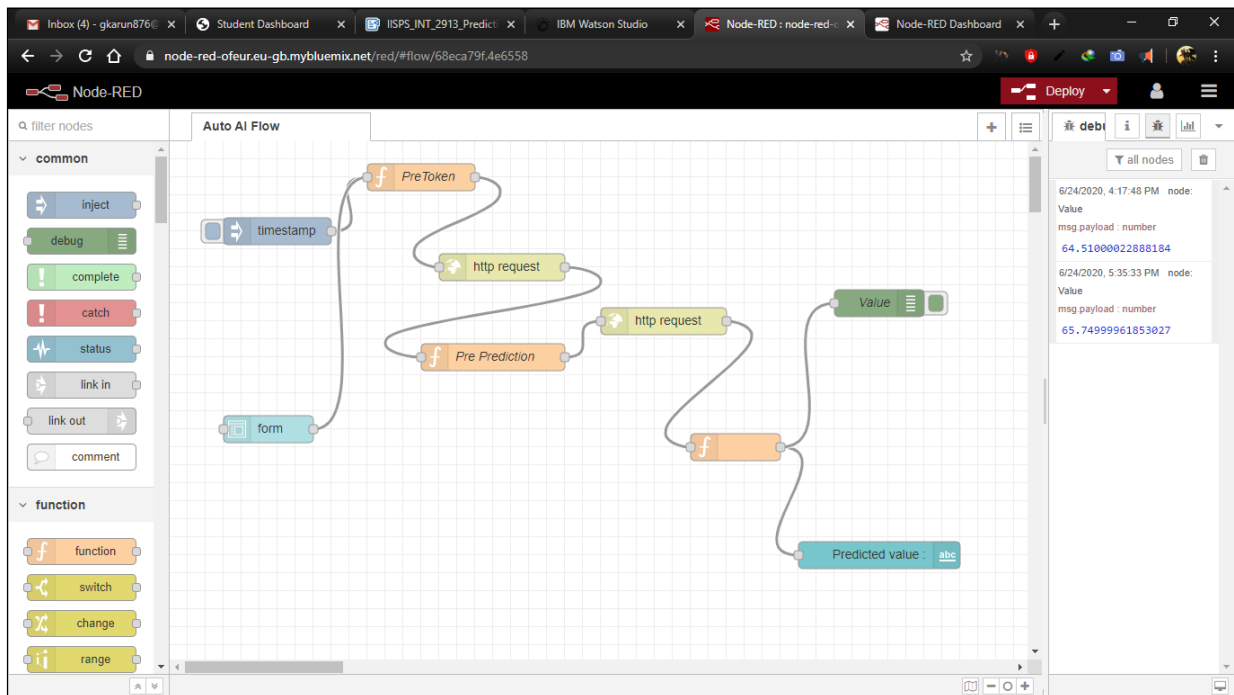 Inbox (4) - gkarun876 Student Dashboard IISPS_INT_2913_Predicti IBM Watson Studio Node-RED : node-red-o Node-RED Dashboard
node-red-ofeur.eu-gb.mybluemix.net/red/#flow/68eca79f.4e6558
Node-RED Deploy
filter nodes Auto AI Flow debu
common all nodes
inject
debug
complete
catch
status
link in
link out
comment
function
function
switch
change
range
PreToken
timestamp
http request
http request
Pre Prediction
form
Value
Predicted value : abc
6/24/2020, 4:17:48 PM node:
Value
msg.payload : number
64.51000022888184
6/24/2020, 5:35:33 PM node:
Value
msg.payload : number
65.74999961853027